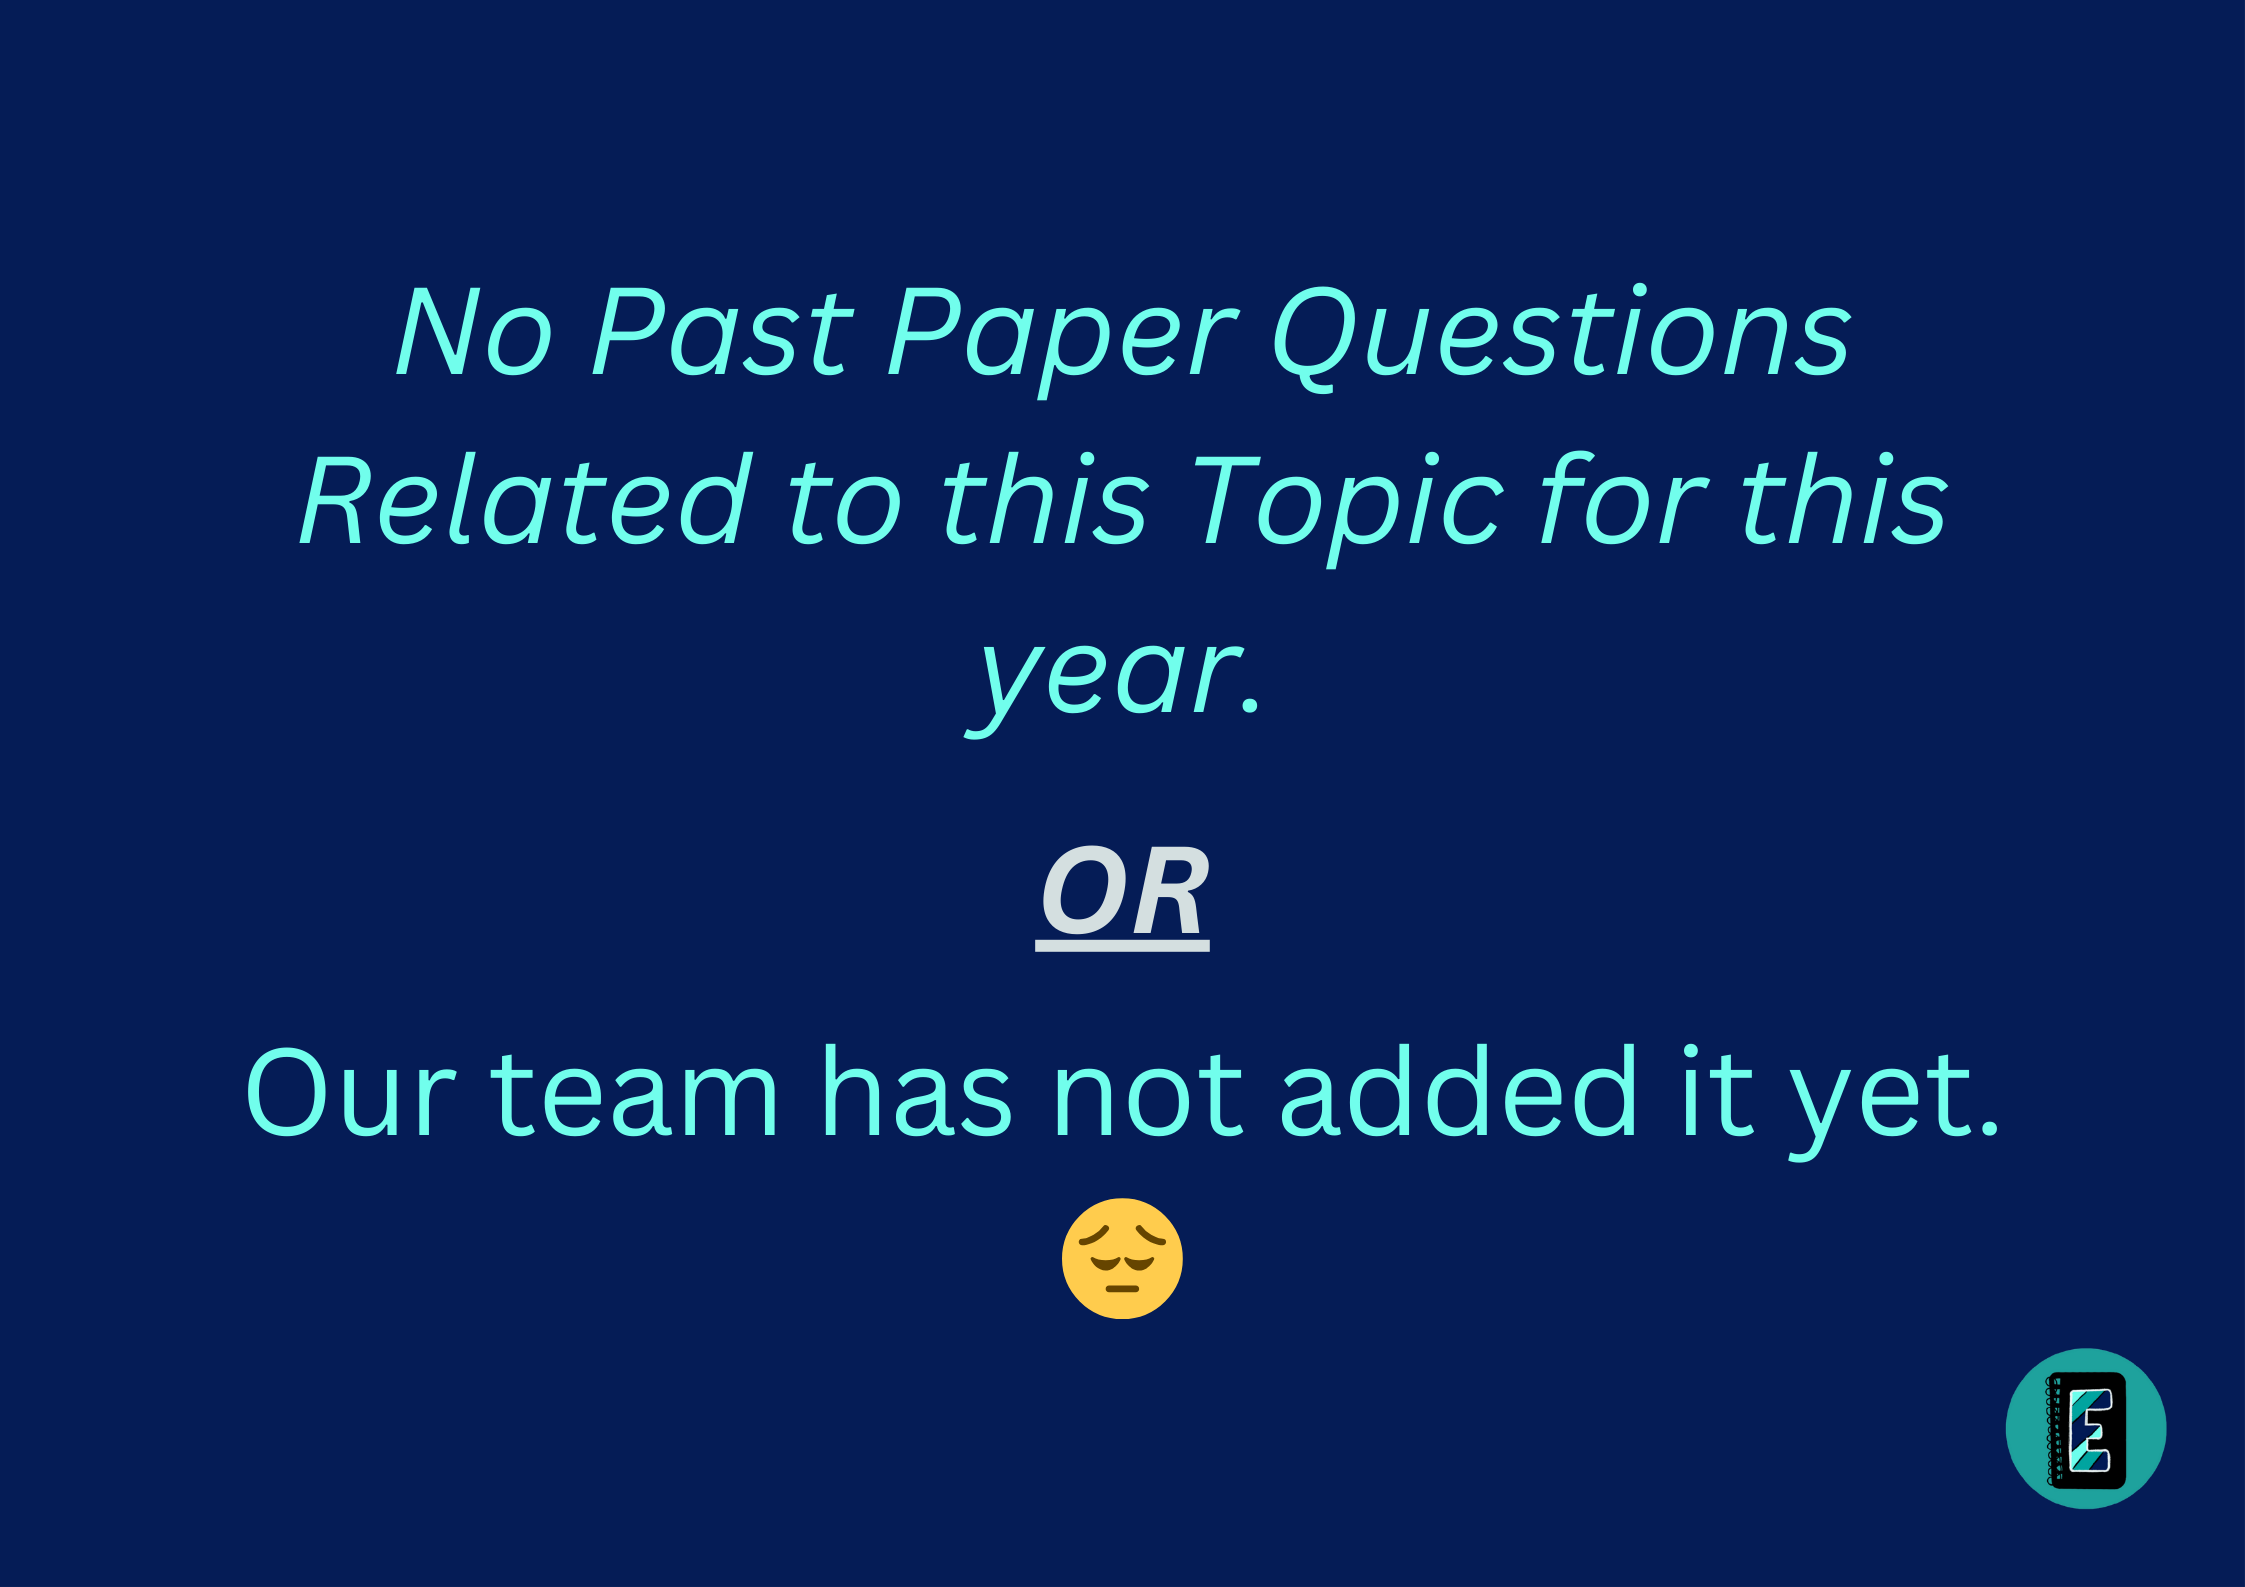 No Past Paper Questions
Related to this Topic for this
year.
OR
Our team has not added it yet.
E